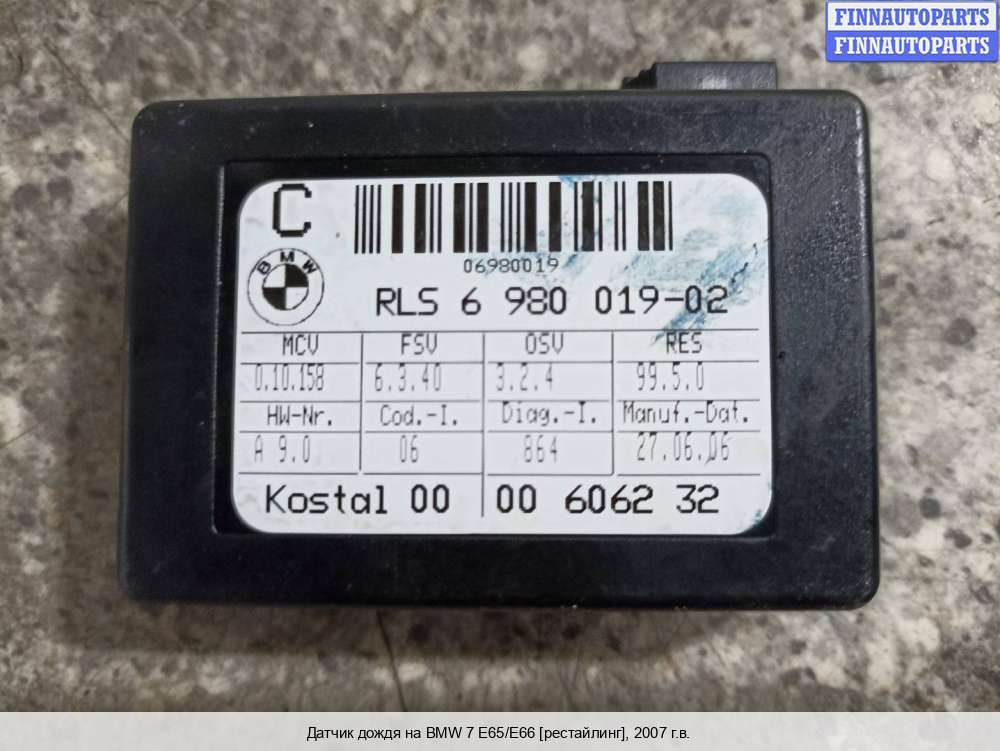 FINNAUTOPARTS
FINNAUTOPARTS
C
BMW
06980019
RLS 6 980 019-02
MCV FSV OSV RES
0.10.158 6.3.40 3.2.4 99.5.0
HW-Nr. Cod.-I. Diag.-I. Manuf.-Dat.
A 9.0 06 864 27.06.06
Kostal 00 00 6062 32
Датчик дождя на BMW 7 E65/E66 [рестайлинг], 2007 г.в.